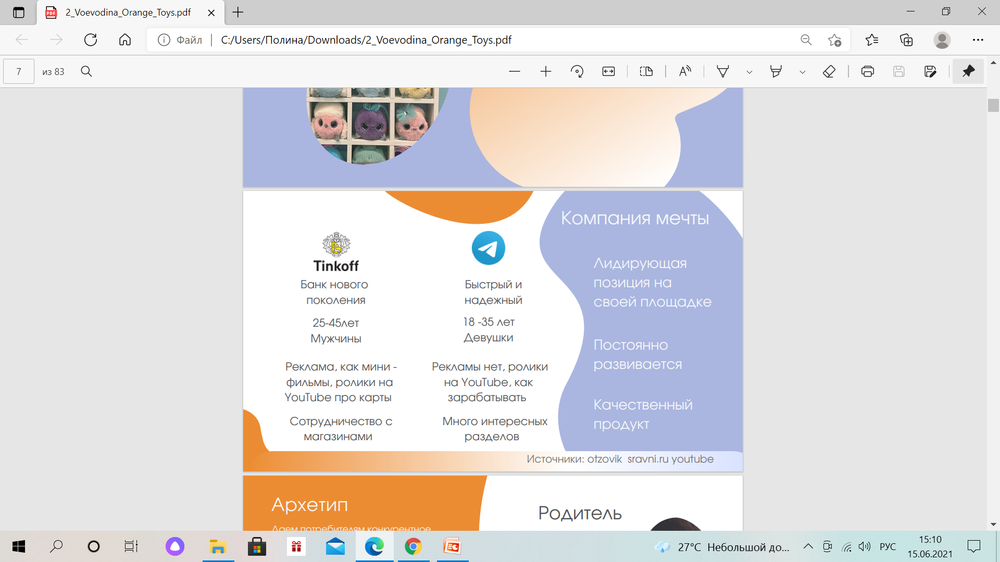 2_Voevodina_Orange_Toys.pdf
Файл
C:/Users/Полина/Downloads/2_Voevodina_Orange_Toys.pdf
7 из 83
Компания мечты
Tinkoff
Банк нового
поколения
25-45лет
Мужчины
Реклама, как мини -
фильмы, ролики на
YouTube про карты
Сотрудничество с
магазинами
Быстрый и
надежный
18 -35 лет
Девушки
Рекламы нет, ролики
на YouTube, как
зарабатывать
Много интересных
разделов
Лидирующая
позиция на
своей площадке
Постоянно
развивается
Качественный
продукт
Источники: otzovik sravni.ru youtube
Архетип
Даем потребителям конкурентное
Родитель
27°C Небольшой до...
РУС
15:10
15.06.2021